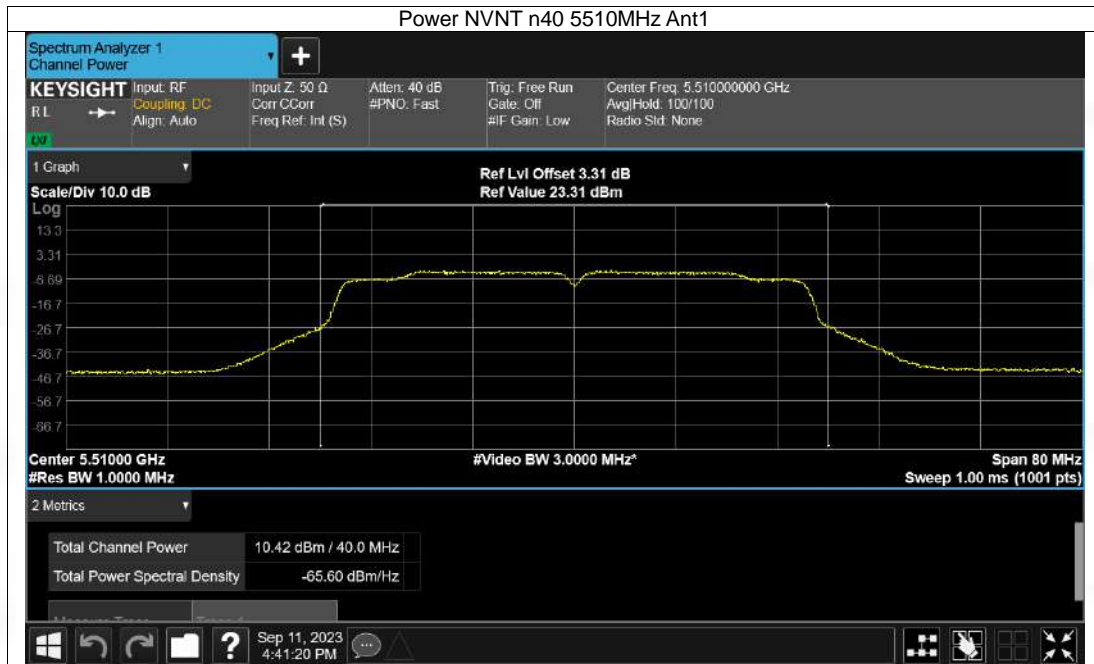 Power NVNT n40 5510MHz Ant1
Spectrum Analyzer 1
Channel Power
KEYSIGHT
R L
Input: RF
Coupling: DC
Align: Auto
Input Z: 50 Ω
Corr CCorr
Freq Ref: Int (S)
Atten: 40 dB
#PNO: Fast
Trig: Free Run
Gate: Off
#IF Gain: Low
Center Freq: 5.510000000 GHz
Avg|Hold: 100/100
Radio Std: None
1 Graph
Scale/Div 10.0 dB
Ref Lvl Offset 3.31 dB
Ref Value 23.31 dBm
Log
13.3
3.31
-6.69
-16.7
-26.7
-36.7
-46.7
-56.7
-66.7
Center 5.51000 GHz
#Video BW 3.0000 MHz*
Span 80 MHz
#Res BW 1.0000 MHz
Sweep 1.00 ms (1001 pts)
2 Metrics
Total Channel Power 10.42 dBm / 40.0 MHz
Total Power Spectral Density -65.60 dBm/Hz
?
Sep 11, 2023
4:41:20 PM